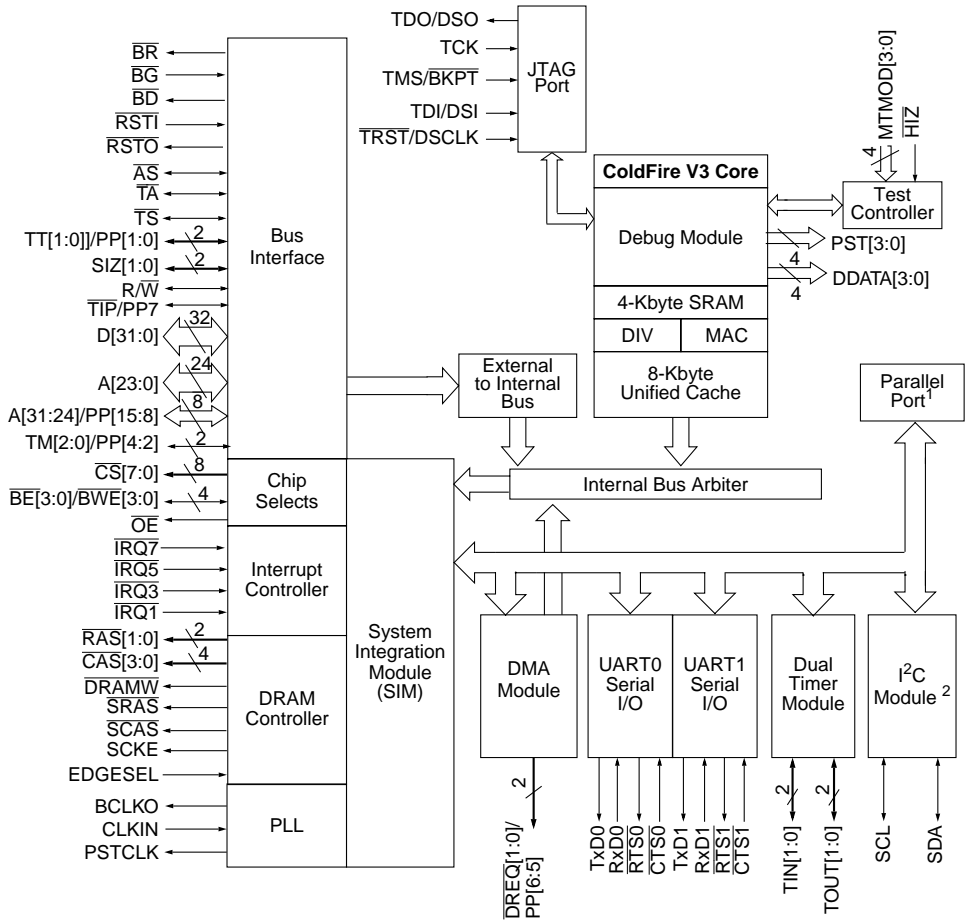 TDO/DSO
TCK
TMS/BKPT
TDI/DSI
TRST/DSCLK
JTAG
Port
MTMOD[3:0]
HIZ
4
Test
Controller
ColdFire V3 Core
Debug Module
4
PST[3:0]
4
DDATA[3:0]
4-Kbyte SRAM
DIV
MAC
8-Kbyte
Unified Cache
BR
BG
BD
RSTI
RSTO
AS
TA
TS
TT[1:0]]/PP[1:0]
2
SIZ[1:0]
2
R/W
TIP/PP7
D[31:0]
32
A[23:0]
24
A[31:24]/PP[15:8]
8
TM[2:0]/PP[4:2]
2
Bus
Interface
External
to Internal
Bus
Parallel
Port1
CS[7:0]
8
BE[3:0]/BWE[3:0]
4
OE
Chip
Selects
Internal Bus Arbiter
IRQ7
IRQ5
IRQ3
IRQ1
Interrupt
Controller
System
Integration
Module
(SIM)
RAS[1:0]
2
CAS[3:0]
4
DRAMW
SRAS
SCAS
SCKE
EDGESEL
DRAM
Controller
BCLKO
CLKIN
PSTCLK
PLL
DMA
Module
UART0
Serial
I/O
UART1
Serial
I/O
Dual
Timer
Module
I2C
Module 2
2
DREQ[1:0]/
PP[6:5]
TxD0
RxD0
RTS0
CTS0
TxD1
RxD1
RTS1
CTS1
2
TIN[1:0]
2
TOUT[1:0]
SCL
SDA